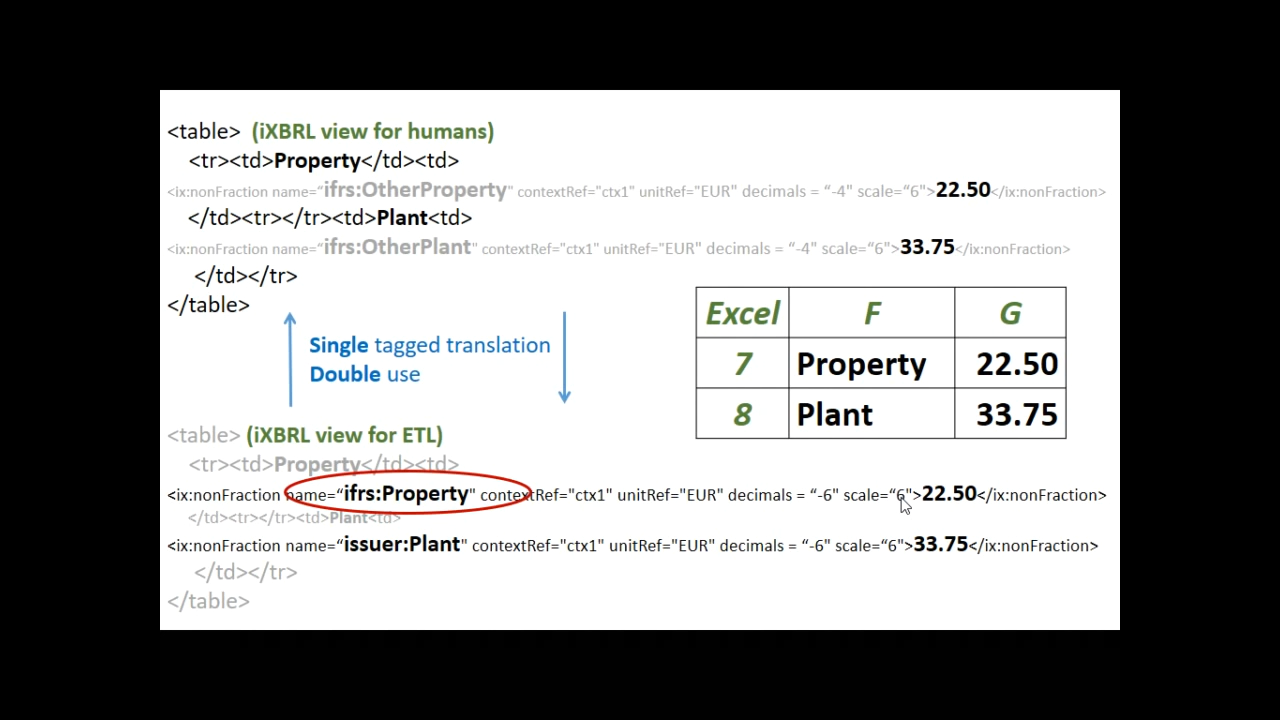 <table> (iXBRL view for humans)
<tr><td>Property</td><td>
<ix:nonFraction name=“ifrs:OtherProperty" contextRef="ctx1" unitRef="EUR" decimals = “-4" scale=“6">22.50</ix:nonFraction>
</td><tr></tr><td>Plant<td>
<ix:nonFraction name=“ifrs:OtherPlant" contextRef="ctx1" unitRef="EUR" decimals = “-4" scale=“6">33.75</ix:nonFraction>
</td></tr>
</table>
Single tagged translation
Double use
Excel F G
7 Property 22.50
8 Plant 33.75
<table> (iXBRL view for ETL)
<tr><td>Property</td><td>
<ix:nonFraction name=“ifrs:Property" contextRef="ctx1" unitRef="EUR" decimals = “-6" scale=“6">22.50</ix:nonFraction>
</td><tr></tr><td>Plant<td>
<ix:nonFraction name=“issuer:Plant" contextRef="ctx1" unitRef="EUR" decimals = “-6" scale=“6">33.75</ix:nonFraction>
</td></tr>
</table>